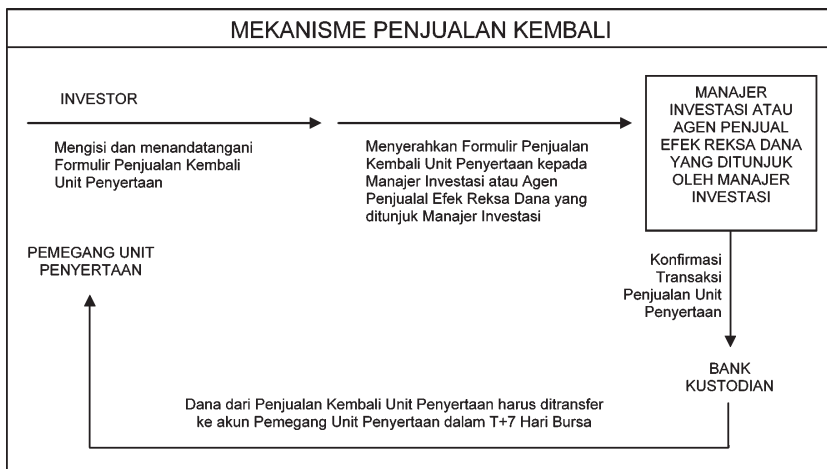 MEKANISME PENJUALAN KEMBALI
INVESTOR
Mengisi dan menandatangani
Formulir Penjualan Kembali
Unit Penyertaan
Menyerahkan Formulir Penjualan
Kembali Unit Penyertaan kepada
Manajer Investasi atau Agen
Penjualal Efek Reksa Dana yang
ditunjuk Manajer Investasi
MANAJER
INVESTASI ATAU
AGEN PENJUAL
EFEK REKSA DANA
YANG DITUNJUK
OLEH MANAJER
INVESTASI
PEMEGANG UNIT
PENYERTAAN
Konfirmasi
Transaksi
Penjualan Unit
Penyertaan
BANK
KUSTODIAN
Dana dari Penjualan Kembali Unit Penyertaan harus ditransfer
ke akun Pemegang Unit Penyertaan dalam T+7 Hari Bursa